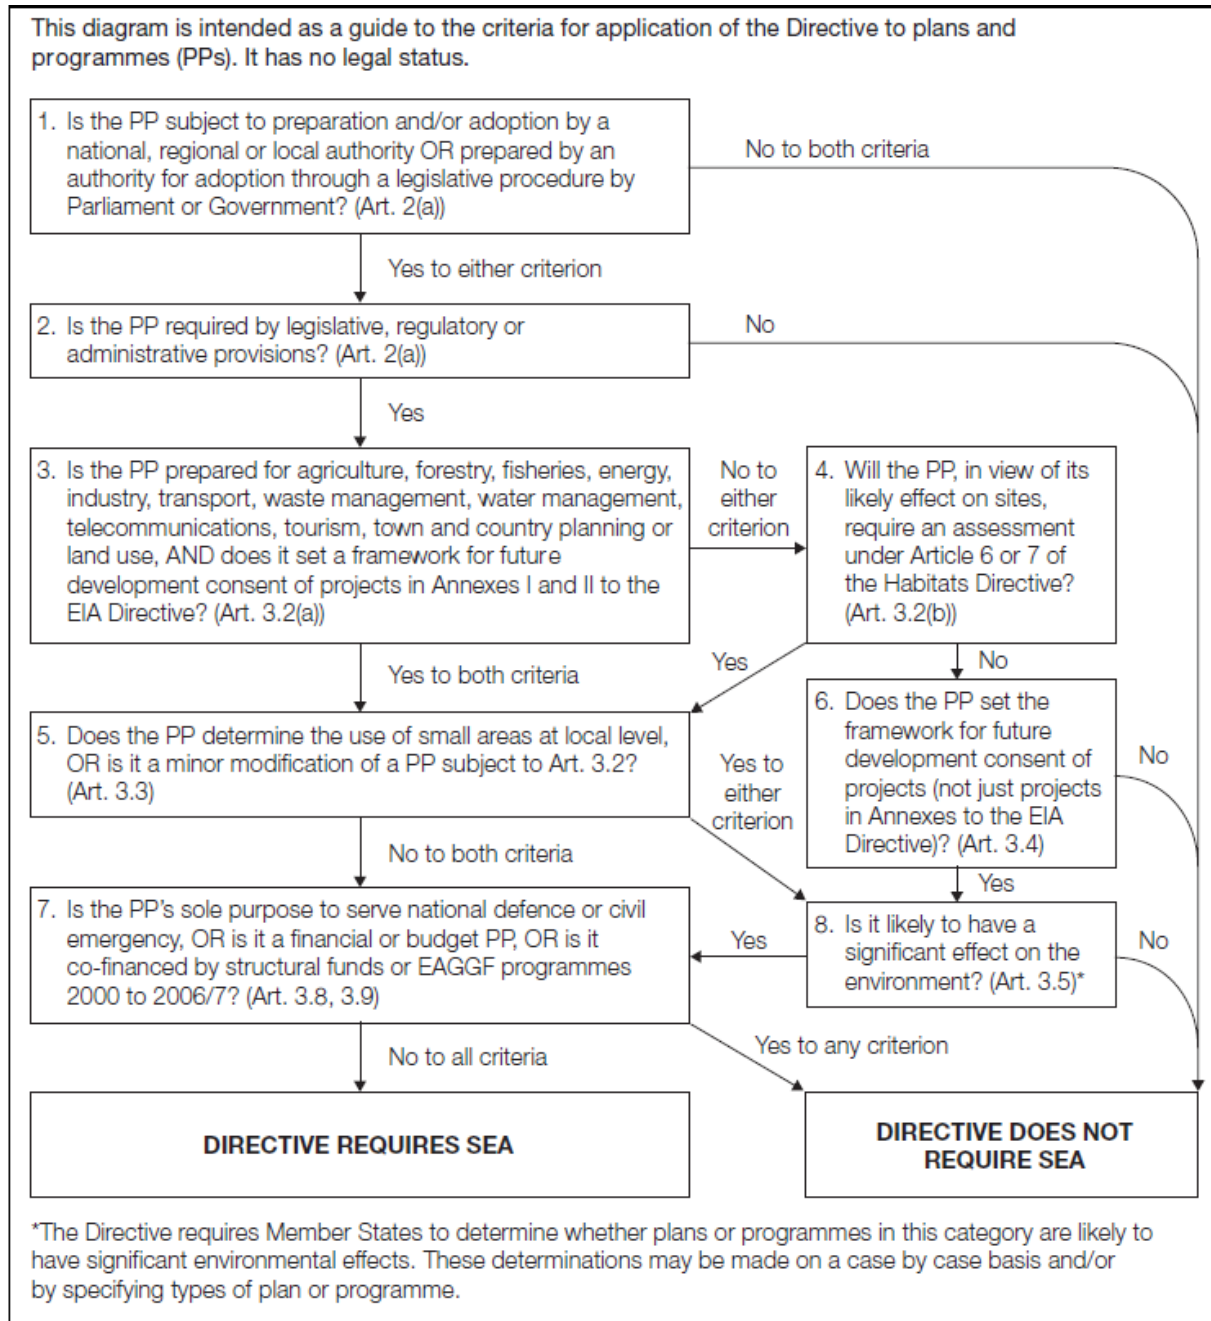 This diagram is intended as a guide to the criteria for application of the Directive to plans and
programmes (PPs). It has no legal status.
1. Is the PP subject to preparation and/or adoption by a
national, regional or local authority OR prepared by an
authority for adoption through a legislative procedure by
Parliament or Government? (Art. 2(a))
No to both criteria
Yes to either criterion
2. Is the PP required by legislative, regulatory or
administrative provisions? (Art. 2(a))
No
Yes
3. Is the PP prepared for agriculture, forestry, fisheries, energy,
industry, transport, waste management, water management,
telecommunications, tourism, town and country planning or
land use, AND does it set a framework for future
development consent of projects in Annexes I and II to the
EIA Directive? (Art. 3.2(a))
No to
either
criterion
4. Will the PP, in view of its
likely effect on sites,
require an assessment
under Article 6 or 7 of
the Habitats Directive?
(Art. 3.2(b))
Yes to both criteria
Yes
No
5. Does the PP determine the use of small areas at local level,
OR is it a minor modification of a PP subject to Art. 3.2?
(Art. 3.3)
Yes to
either
criterion
6. Does the PP set the
framework for future
development consent of
projects (not just projects
in Annexes to the EIA
Directive)? (Art. 3.4)
No
No to both criteria
Yes
7. Is the PP's sole purpose to serve national defence or civil
emergency, OR is it a financial or budget PP, OR is it
co-financed by structural funds or EAGGF programmes
2000 to 2006/7? (Art. 3.8, 3.9)
Yes
8. Is it likely to have a
significant effect on the
environment? (Art. 3.5)*
No
No to all criteria
Yes to any criterion
DIRECTIVE REQUIRES SEA
DIRECTIVE DOES NOT
REQUIRE SEA
*The Directive requires Member States to determine whether plans or programmes in this category are likely to
have significant environmental effects. These determinations may be made on a case by case basis and/or
by specifying types of plan or programme.